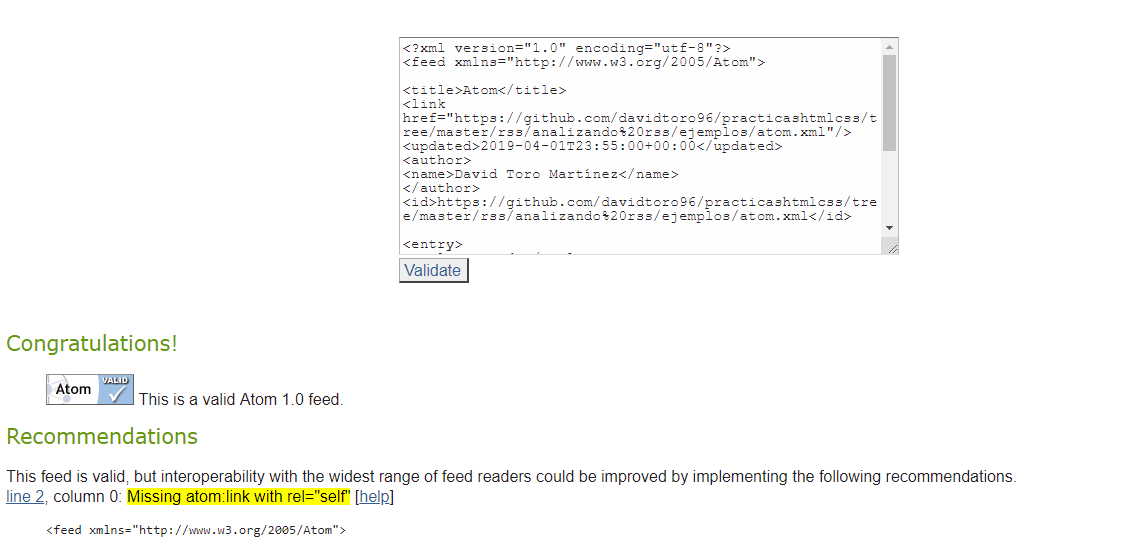 <?xml version="1.0" encoding="utf-8"?>
<feed xmlns="http://www.w3.org/2005/Atom">
<title>Atom</title>
<link
href="https://github.com/davidtoro96/practicashtmlcss/t
ree/master/rss/analizando%20rss/ejemplos/atom.xml"/>
<updated>2019-04-01T23:55:00+00:00</updated>
<author>
<name>David Toro Martínez</name>
</author>
<id>https://github.com/davidtoro96/practicashtmlcss/tre
e/master/rss/analizando%20rss/ejemplos/atom.xml</id>
<entry>
Validate
Congratulations!
Atom VALID This is a valid Atom 1.0 feed.
Recommendations
This feed is valid, but interoperability with the widest range of feed readers could be improved by implementing the following recommendations.
line 2, column 0: Missing atom:link with rel="self" [help]
<feed xmlns="http://www.w3.org/2005/Atom">